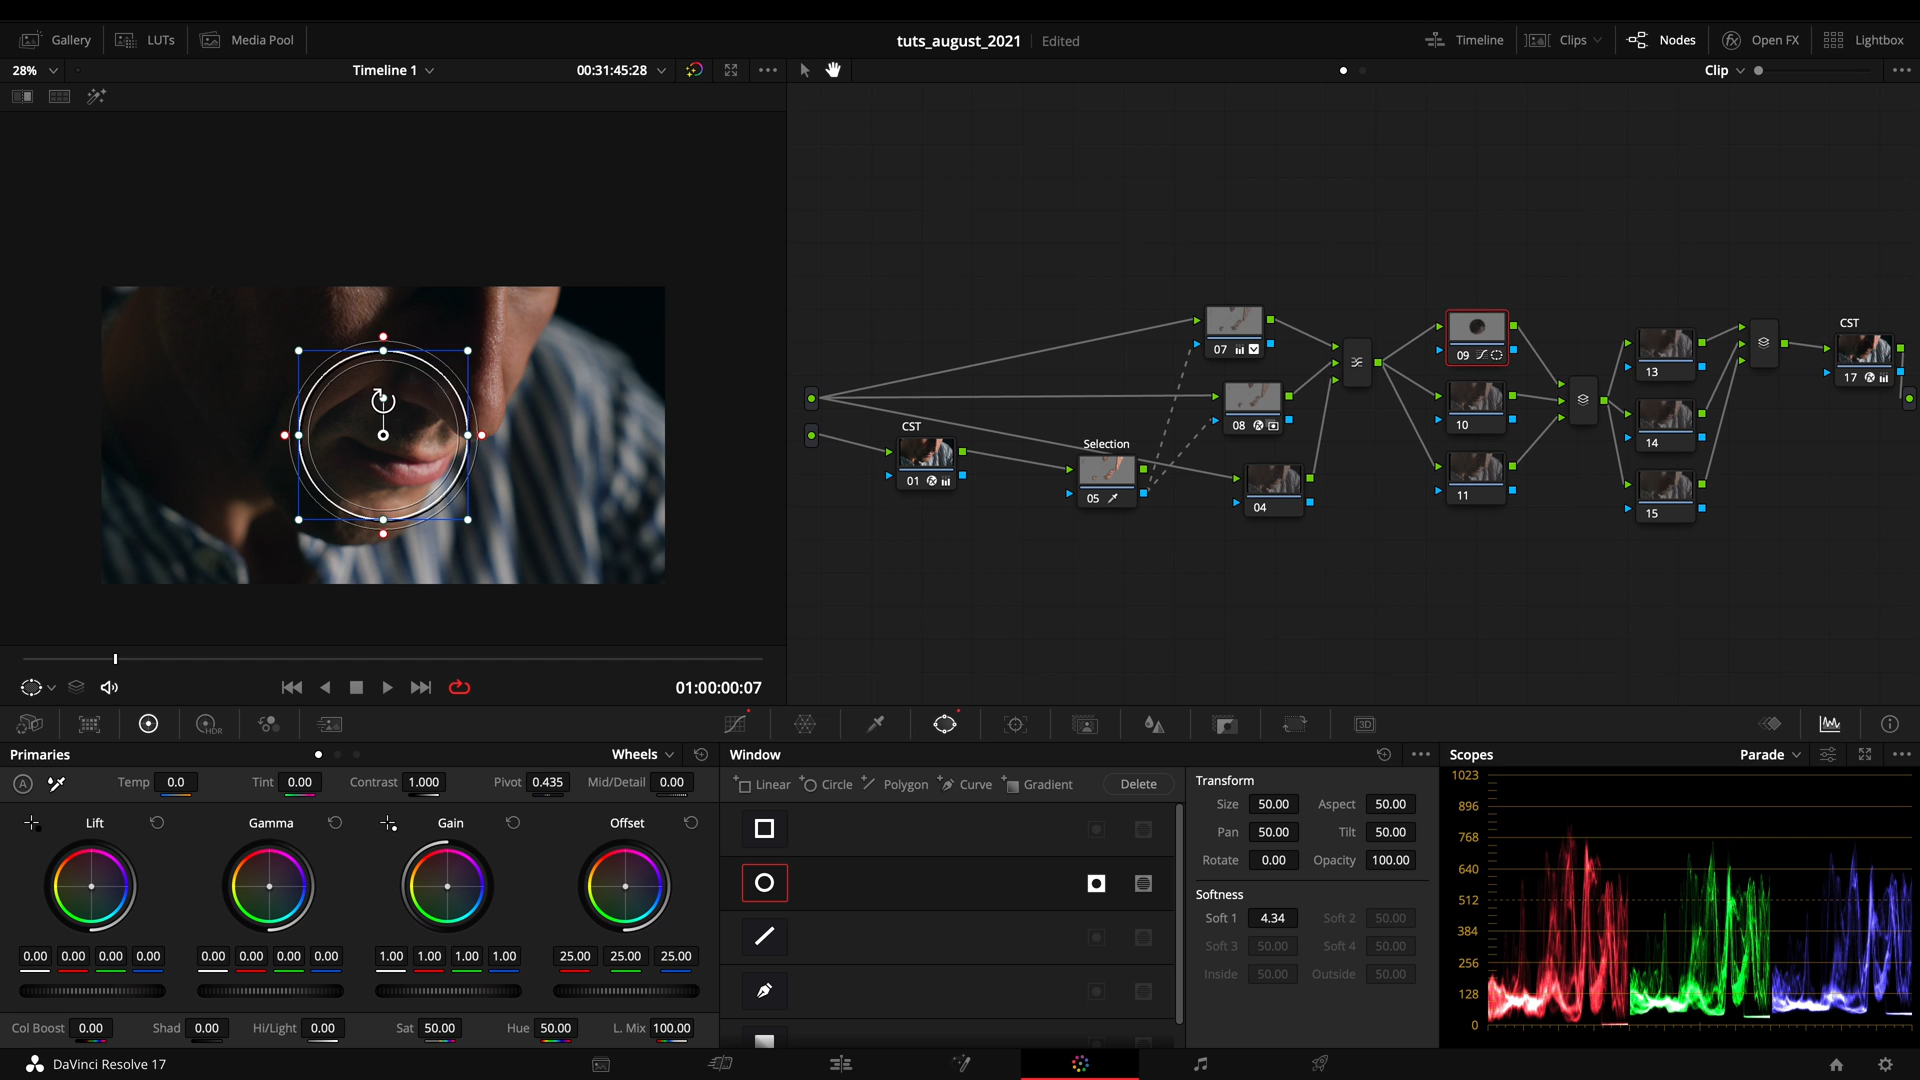 Gallery LUTs Media Pool tuts_august_2021 Edited Timeline Clips Nodes Open FX Lightbox
28% Timeline 1 00:31:45:28 Clip
CST
07
08
Selection
CST
01
05
04
09
10
11
13
14
15
CST
17
01:00:00:07
HDR 3D
Primaries Wheels Window Scopes Parade
A Temp 0.0 Tint 0.00 Contrast 1.000 Pivot 0.435 Mid/Detail 0.00
Lift Gamma Gain Offset
0.00 0.00 0.00 0.00 0.00 0.00 0.00 0.00 1.00 1.00 1.00 1.00 25.00 25.00 25.00
Col Boost 0.00 Shad 0.00 Hi/Light 0.00 Sat 50.00 Hue 50.00 L. Mix 100.00
Linear Circle Polygon Curve Gradient Delete
Transform
Size 50.00 Aspect 50.00
Pan 50.00 Tilt 50.00
Rotate 0.00 Opacity 100.00
Softness
Soft 1 4.34 Soft 2 50.00
Soft 3 50.00 Soft 4 50.00
Inside 50.00 Outside 50.00
1023
896
768
640
512
384
256
128
0
DaVinci Resolve 17